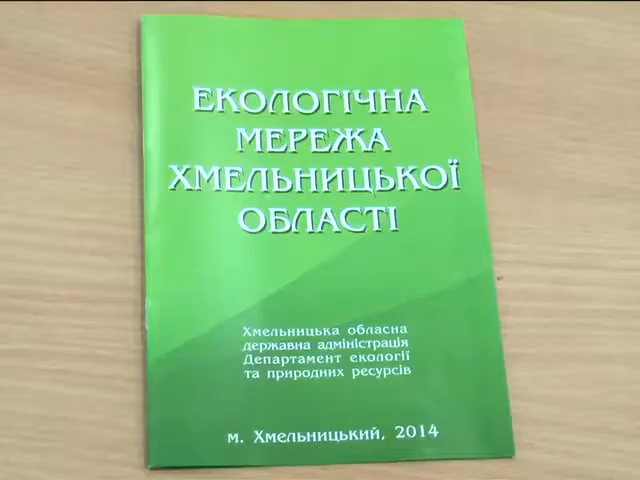 ЕКОЛОГІЧНА
МЕРЕЖА
ХМЕЛЬНИЦЬКОЇ
ОБЛАСТІ
Хмельницька обласна
державна адміністрація
Департамент екології
та природних ресурсів
м. Хмельницький, 2014